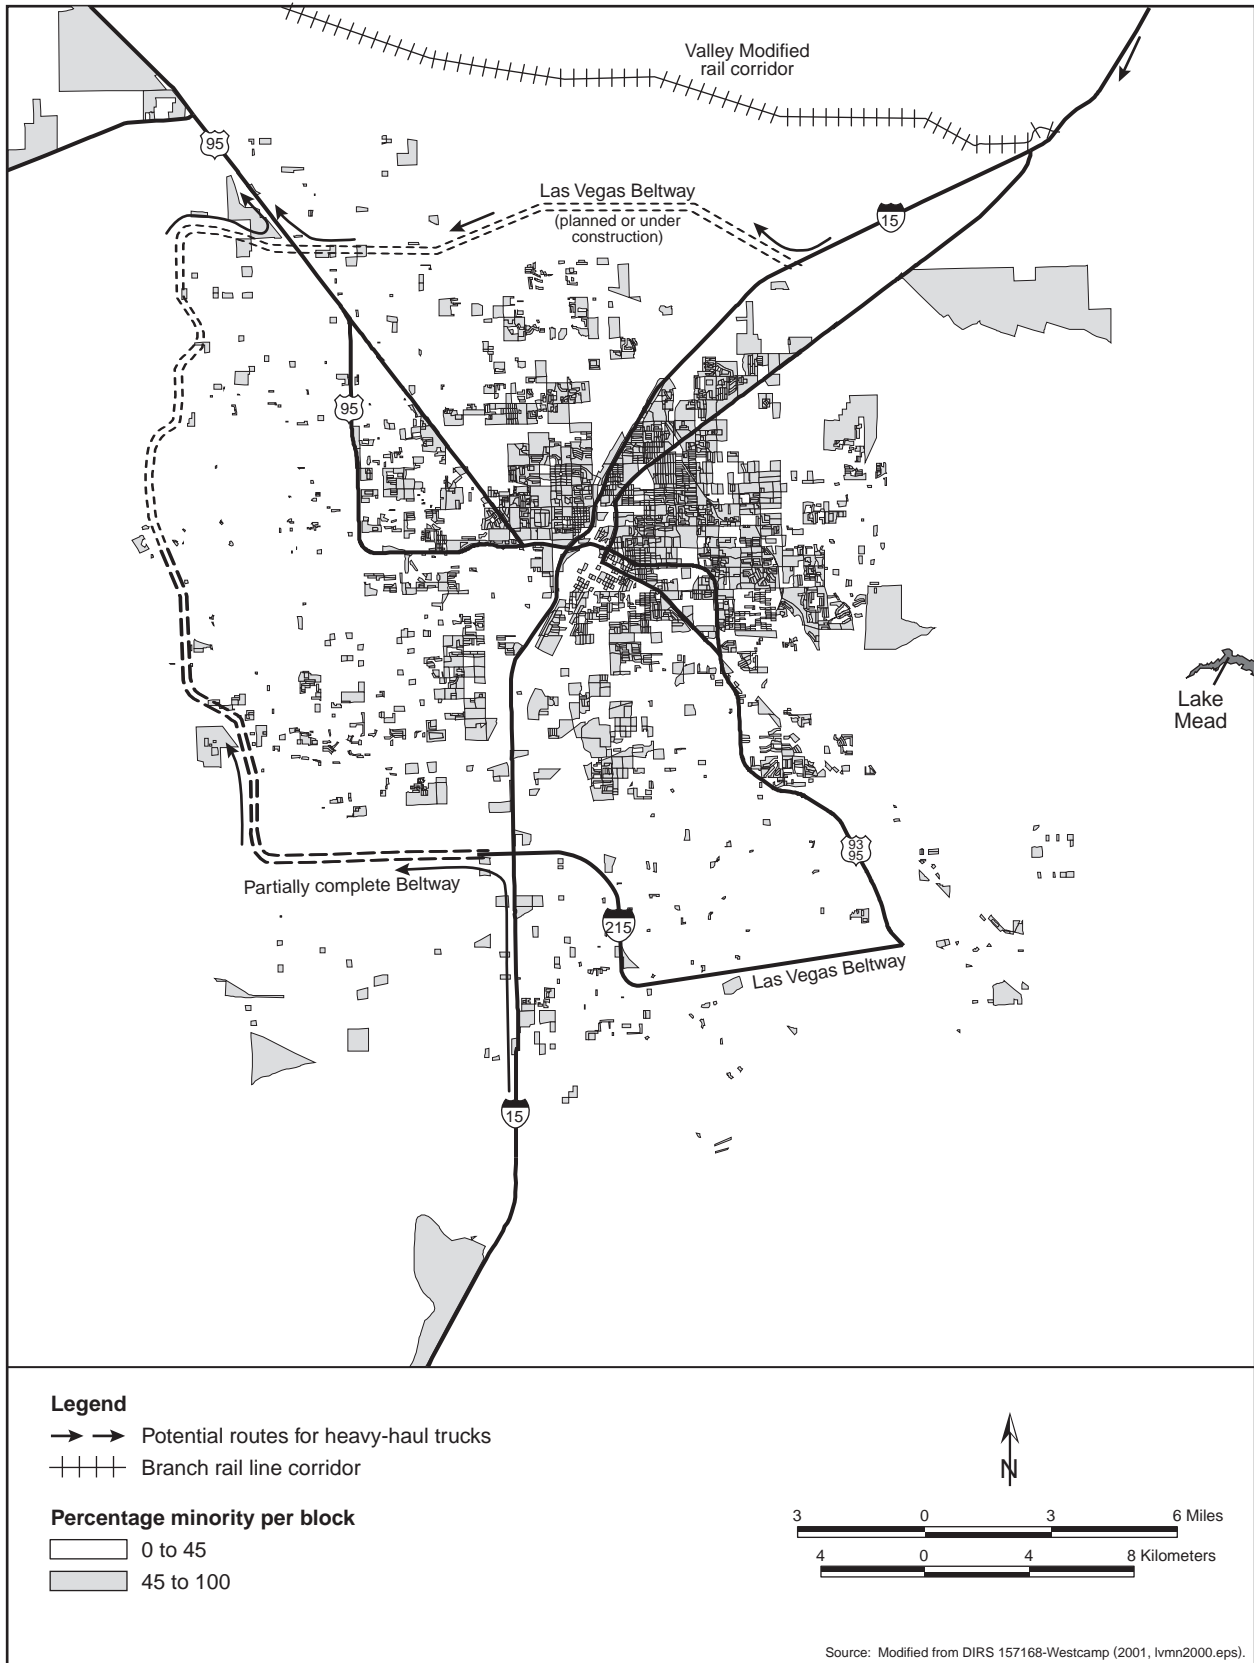 Valley Modified
rail corridor
95
Las Vegas Beltway
(planned or under
construction)
15
95
Lake
Mead
93
95
Partially complete Beltway
215
Las Vegas Beltway
15
Legend
Potential routes for heavy-haul trucks
Branch rail line corridor
N
Percentage minority per block
0 to 45
45 to 100
3 0 3 6 Miles
4 0 4 8 Kilometers
Source: Modified from DIRS 157168-Westcamp (2001, lvmn2000.eps).